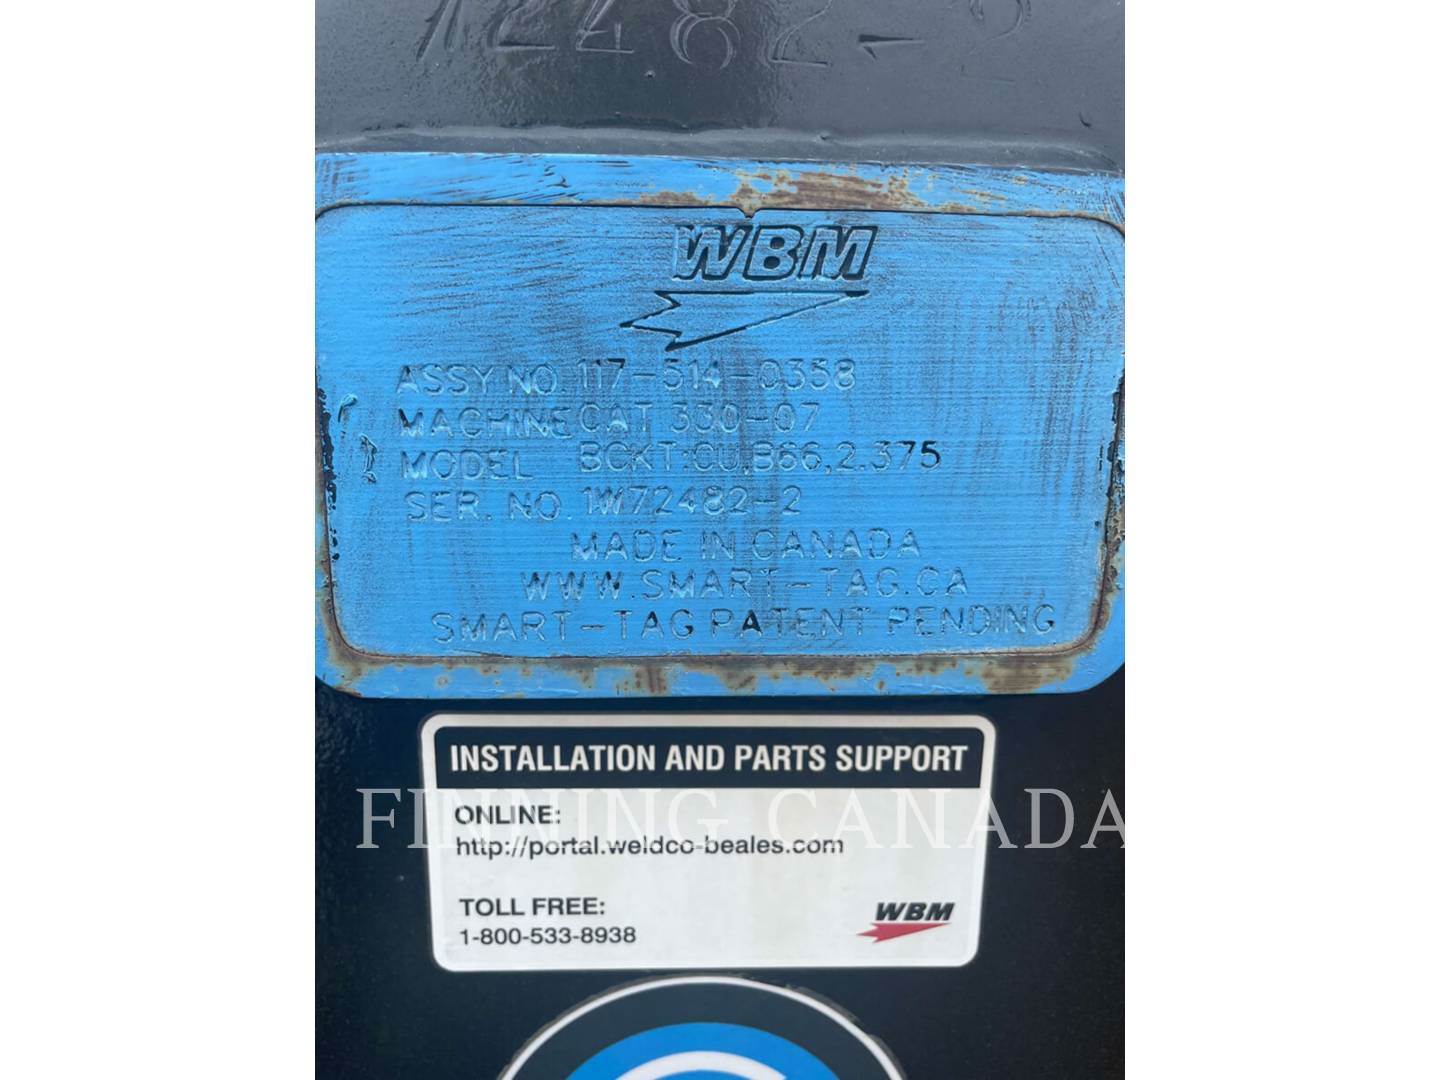 72482-2
WBM
ASSY NO. 117-514-0358
MACHINE CAT 330-07
MODEL BCKT:CU,B66,2.375
SER. NO. 1W72482-2
MADE IN CANADA
WWW.SMART-TAG.CA
SMART-TAG PATENT PENDING
INSTALLATION AND PARTS SUPPORT
FINNING CANADA
ONLINE:
http://portal.weldco-beales.com
TOLL FREE:
1-800-533-8938
WBM